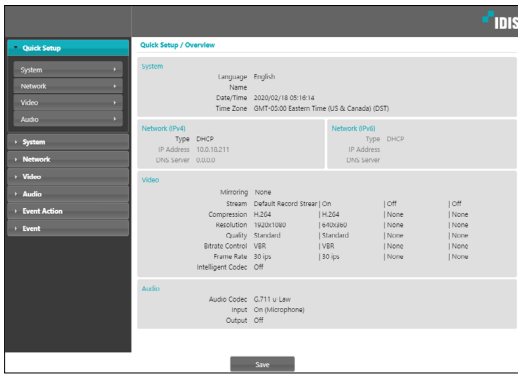 IDIS
Quick Setup
System
Network
Video
Audio
System
Network
Video
Audio
Event Action
Event
Quick Setup / Overview
System
Language English
Name
Date/Time 2020/02/18 05:16:14
Time Zone GMT-05:00 Eastern Time (US & Canada) (DST)
Network (IPv4)
Type DHCP
IP Address 10.0.10.211
DNS Server 0.0.0.0
Network (IPv6)
Type DHCP
IP Address
DNS Server
Video
Mirroring None
Stream Default Record Strear | On | Off | Off
Compression H.264 | H.264 | None | None
Resolution 1920x1080 | 640x360 | None | None
Quality Standard | Standard | None | None
Bitrate Control VBR | VBR | None | None
Frame Rate 30 ips | 30 ips | None | None
Intelligent Codec Off
Audio
Audio Codec G.711 u-Law
Input On (Microphone)
Output Off
Save